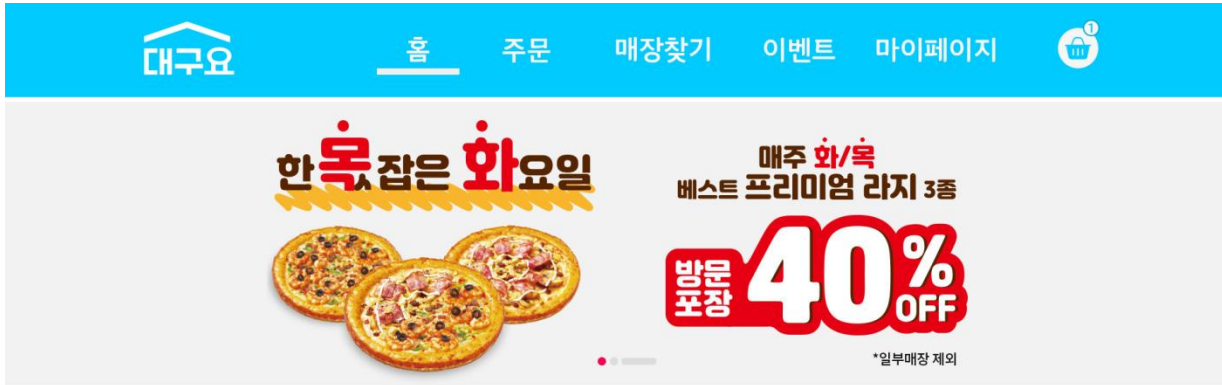 대구요
홈 주문 매장찾기 이벤트 마이페이지
1
한목잡은 화요일
매주 화/목
베스트 프리미엄 라지 3종
방문
포장
40%
OFF
*일부매장 제외